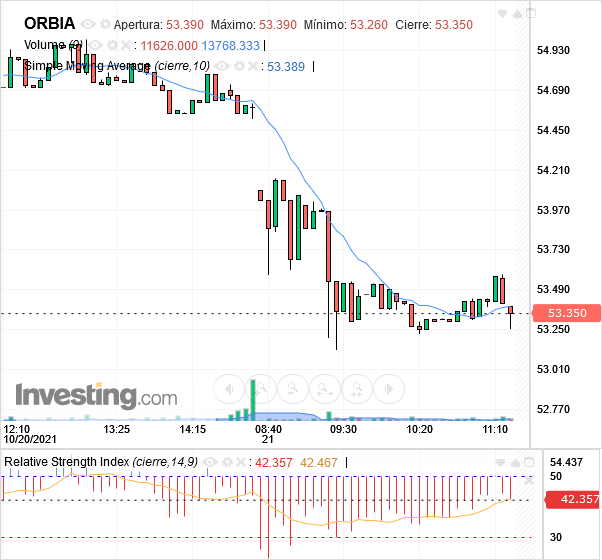 ORBIA Apertura: 53.390 Máximo: 53.390 Mínimo: 53.260 Cierre: 53.350
Volume (0) : 11626.000 13768.333
Simple Moving Average (cierre,10) : 53.389
54.930
54.690
54.450
54.210
53.970
53.730
53.490
53.350
53.250
53.010
52.770
Investing.com
12:10 13:25 14:15 08:40 09:30 10:20 11:10
10/20/2021 21
Relative Strength Index (cierre,14,9) : 42.357 42.467
54.437
50
42.357
30